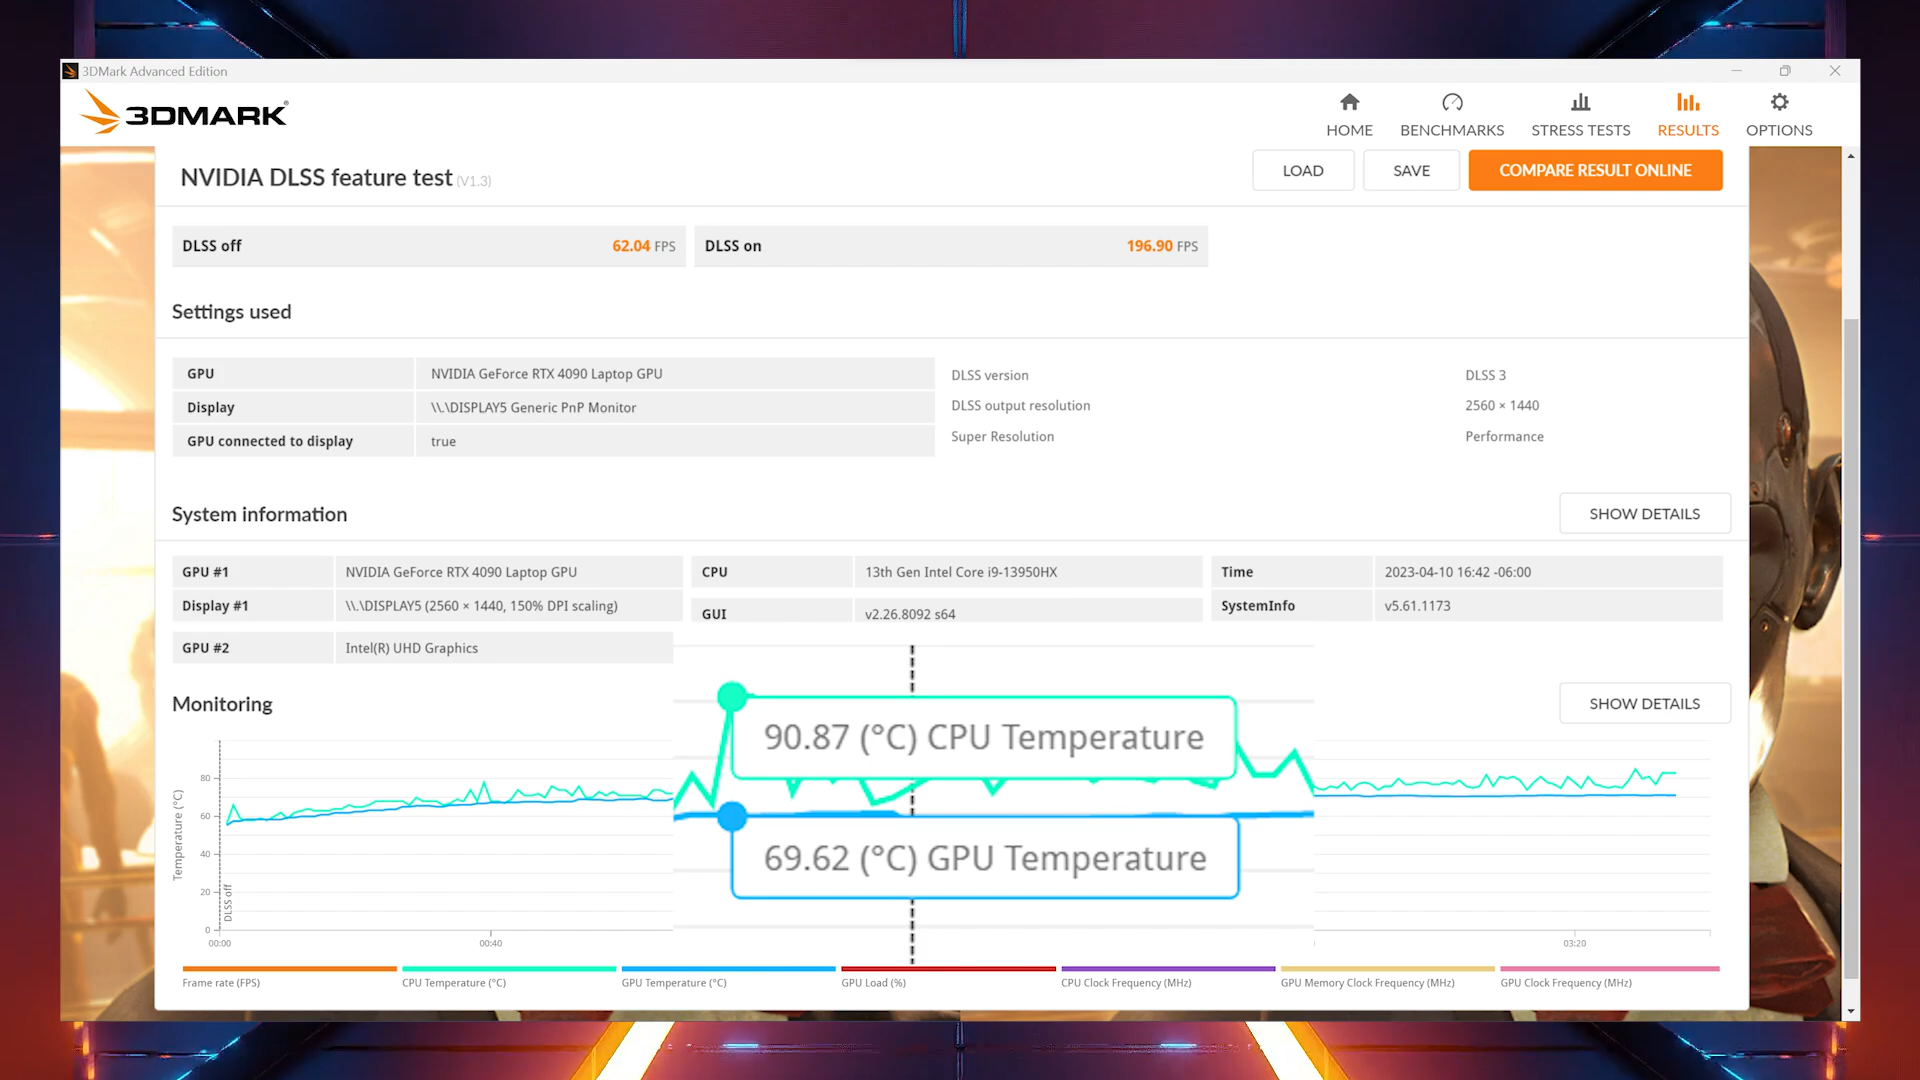 3DMark Advanced Edition
3DMARK®
HOME
BENCHMARKS
STRESS TESTS
RESULTS
OPTIONS
NVIDIA DLSS feature test (V1.3)
LOAD
SAVE
COMPARE RESULT ONLINE
DLSS off 62.04 FPS
DLSS on 196.90 FPS
Settings used
GPU NVIDIA GeForce RTX 4090 Laptop GPU
Display \\.\DISPLAY5 Generic PnP Monitor
GPU connected to display true
DLSS version DLSS 3
DLSS output resolution 2560 × 1440
Super Resolution Performance
System information
SHOW DETAILS
GPU #1 NVIDIA GeForce RTX 4090 Laptop GPU
Display #1 \\.\DISPLAY5 (2560 × 1440, 150% DPI scaling)
GPU #2 Intel(R) UHD Graphics
CPU 13th Gen Intel Core i9-13950HX
GUI v2.26.8092 s64
Time 2023-04-10 16:42 -06:00
SystemInfo v5.61.1173
Monitoring
SHOW DETAILS
90.87 (°C) CPU Temperature
69.62 (°C) GPU Temperature
Temperature (°C)
80
60
40
20
0
DLSS off
00:00
00:40
03:20
Frame rate (FPS)
CPU Temperature (°C)
GPU Temperature (°C)
GPU Load (%)
CPU Clock Frequency (MHz)
GPU Memory Clock Frequency (MHz)
GPU Clock Frequency (MHz)